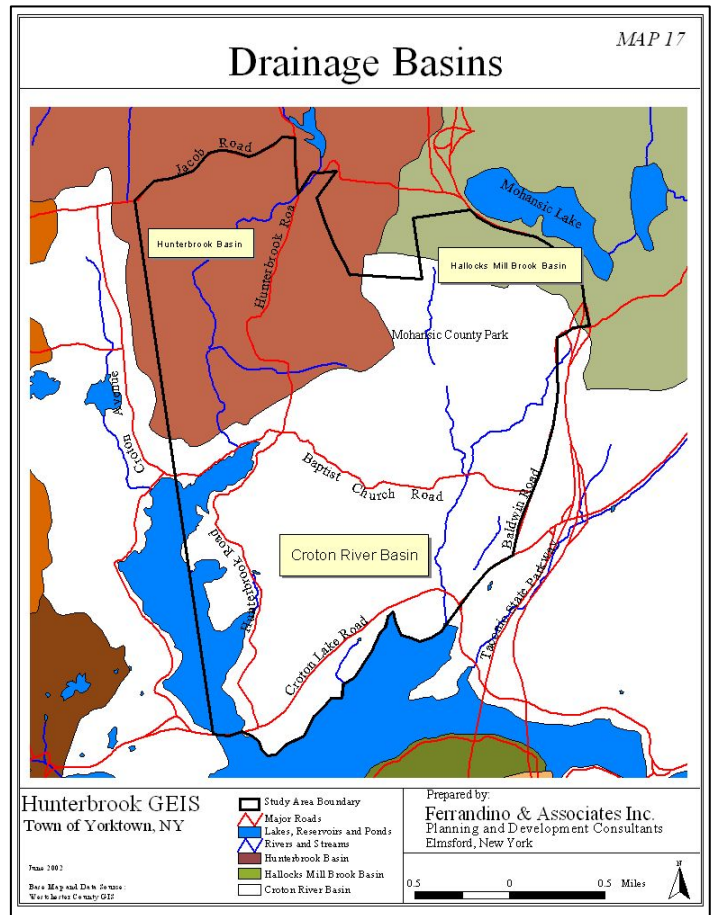 MAP 17
Drainage Basins
Jacob Road
Mohansic Lake
Hunterbrook Basin
Hunterbrook Road
Hallocks Mill Brook Basin
Mohansic County Park
Croton Avenue
Baptist Church Road
Baldwin Road
Croton River Basin
Hunterbrook Road
Taconic State Parkway
Croton Lake Road
Hunterbrook GEIS
Town of Yorktown, NY
June 2002
Base Map and Data Source:
Westchester County GIS
Study Area Boundary
Major Roads
Lakes, Reservoirs and Ponds
Rivers and Streams
Hunterbrook Basin
Hallocks Mill Brook Basin
Croton River Basin
Prepared by:
Ferrandino & Associates Inc.
Planning and Development Consultants
Elmsford, New York
N
0.5 0 0.5 Miles